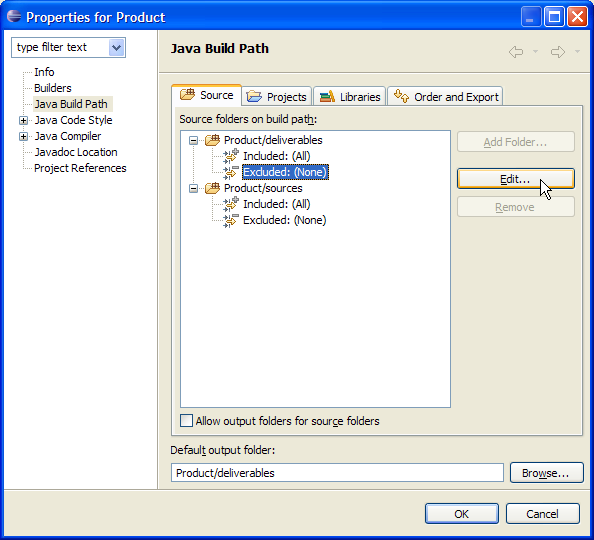 Properties for Product
type filter text
Info
Builders
Java Build Path
Java Code Style
Java Compiler
Javadoc Location
Project References
Java Build Path
Source
Projects
Libraries
Order and Export
Source folders on build path:
Product/deliverables
Included: (All)
Excluded: (None)
Product/sources
Included: (All)
Excluded: (None)
Add Folder...
Edit...
Remove
Allow output folders for source folders
Default output folder:
Product/deliverables
Browse...
OK
Cancel